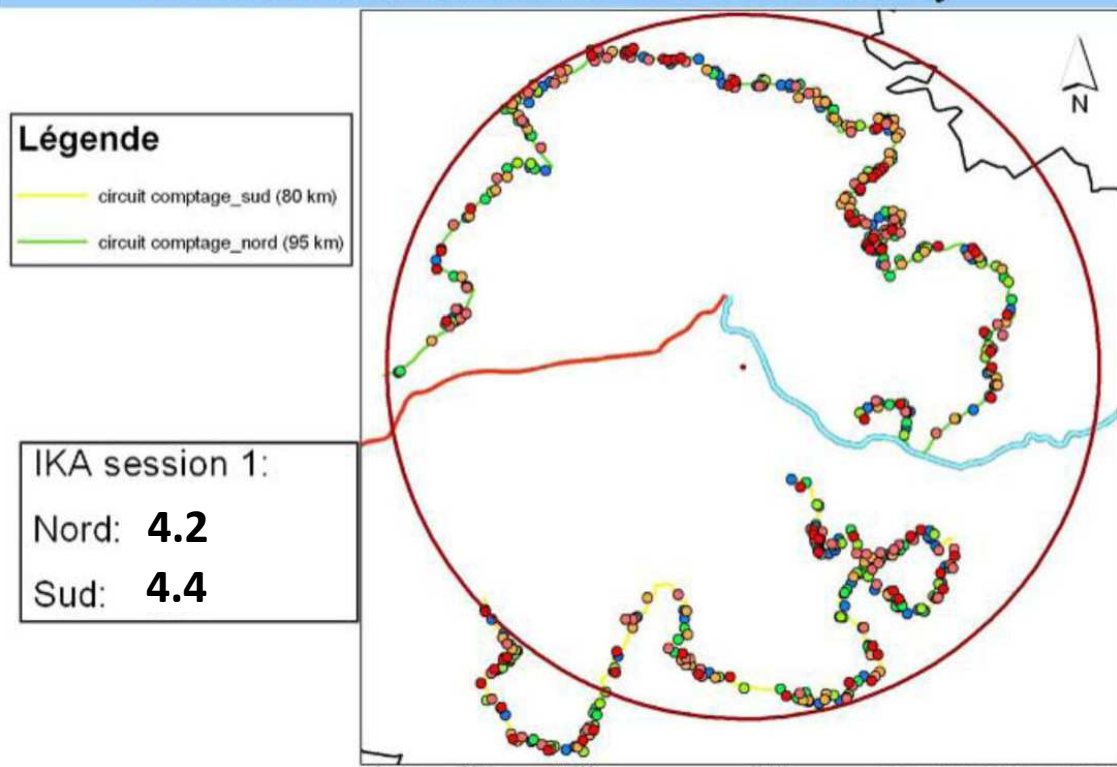 Légende
circuit comptage_sud (80 km)
circuit comptage_nord (95 km)
N
IKA session 1:
Nord: 4.2
Sud: 4.4